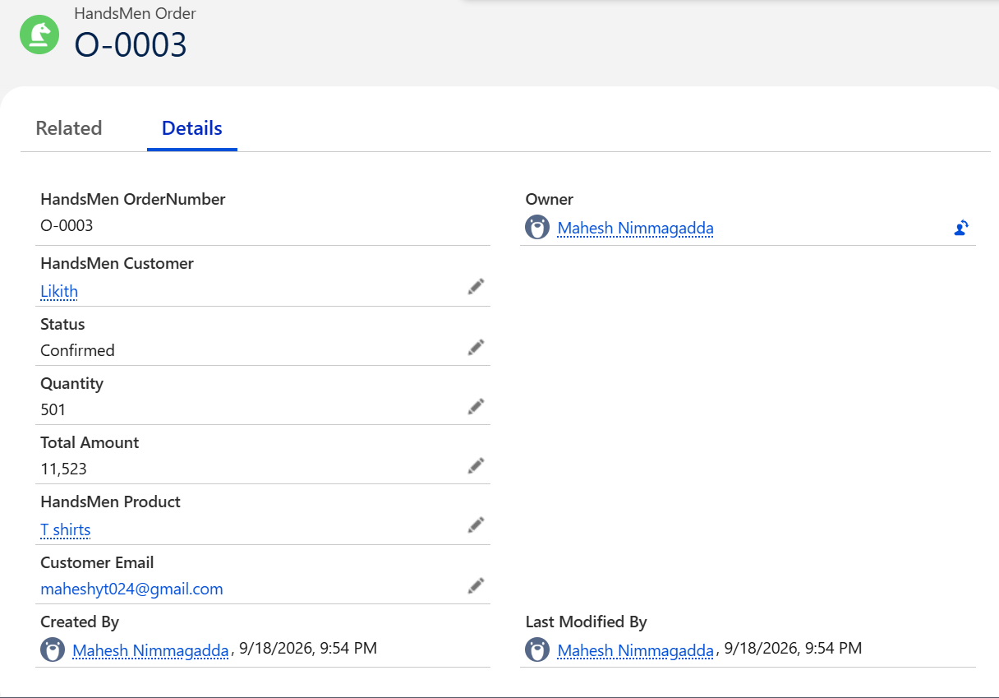 HandsMen Order
O-0003
Related
Details
HandsMen OrderNumber
O-0003
Owner
Mahesh Nimmagadda
HandsMen Customer
Likith
Status
Confirmed
Quantity
501
Total Amount
11,523
HandsMen Product
T shirts
Customer Email
maheshyt024@gmail.com
Created By
Mahesh Nimmagadda, 9/18/2026, 9:54 PM
Last Modified By
Mahesh Nimmagadda, 9/18/2026, 9:54 PM